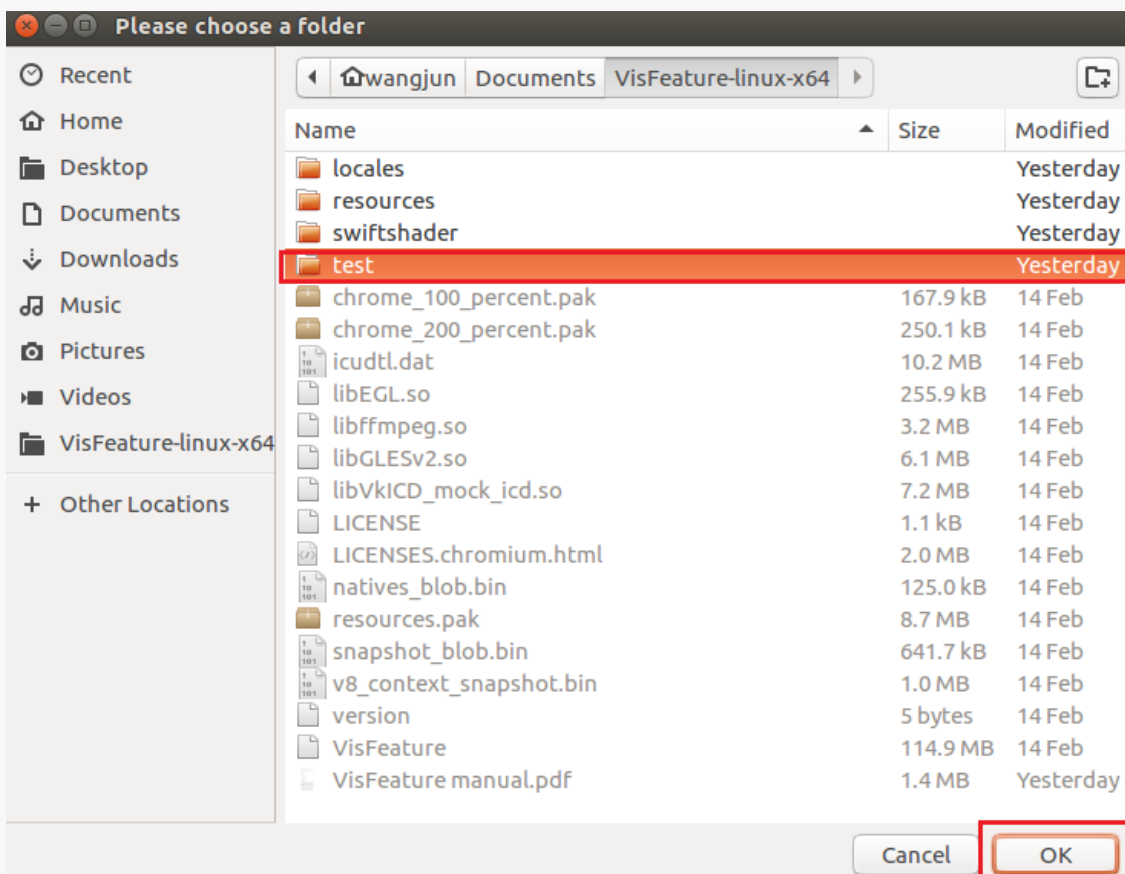 Please choose a folder
Recent
Home
Desktop
Documents
Downloads
Music
Pictures
Videos
VisFeature-linux-x64
+ Other Locations
wangjun Documents VisFeature-linux-x64
Name Size Modified
locales Yesterday
resources Yesterday
swiftshader Yesterday
test Yesterday
chrome_100_percent.pak 167.9 kB 14 Feb
chrome_200_percent.pak 250.1 kB 14 Feb
icudtl.dat 10.2 MB 14 Feb
libEGL.so 255.9 kB 14 Feb
libffmpeg.so 3.2 MB 14 Feb
libGLESv2.so 6.1 MB 14 Feb
libVkICD_mock_icd.so 7.2 MB 14 Feb
LICENSE 1.1 kB 14 Feb
LICENSES.chromium.html 2.0 MB 14 Feb
natives_blob.bin 125.0 kB 14 Feb
resources.pak 8.7 MB 14 Feb
snapshot_blob.bin 641.7 kB 14 Feb
v8_context_snapshot.bin 1.0 MB 14 Feb
version 5 bytes 14 Feb
VisFeature 114.9 MB 14 Feb
VisFeature manual.pdf 1.4 MB Yesterday
Cancel OK